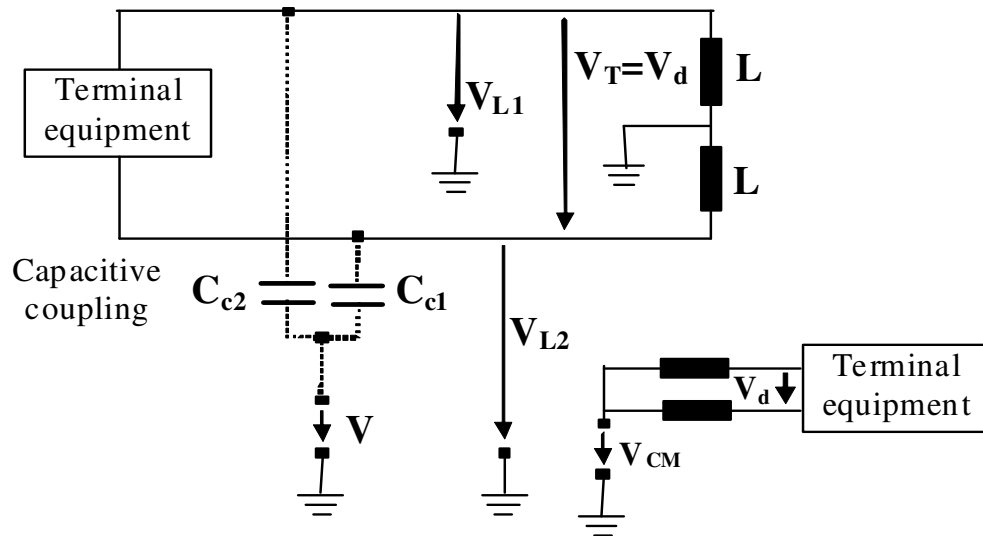 Terminal
equipment
V_L1
V_T=V_d
L
L
Capacitive
coupling
C_c2
C_c1
V_L2
V
V_d
Terminal
equipment
V_CM